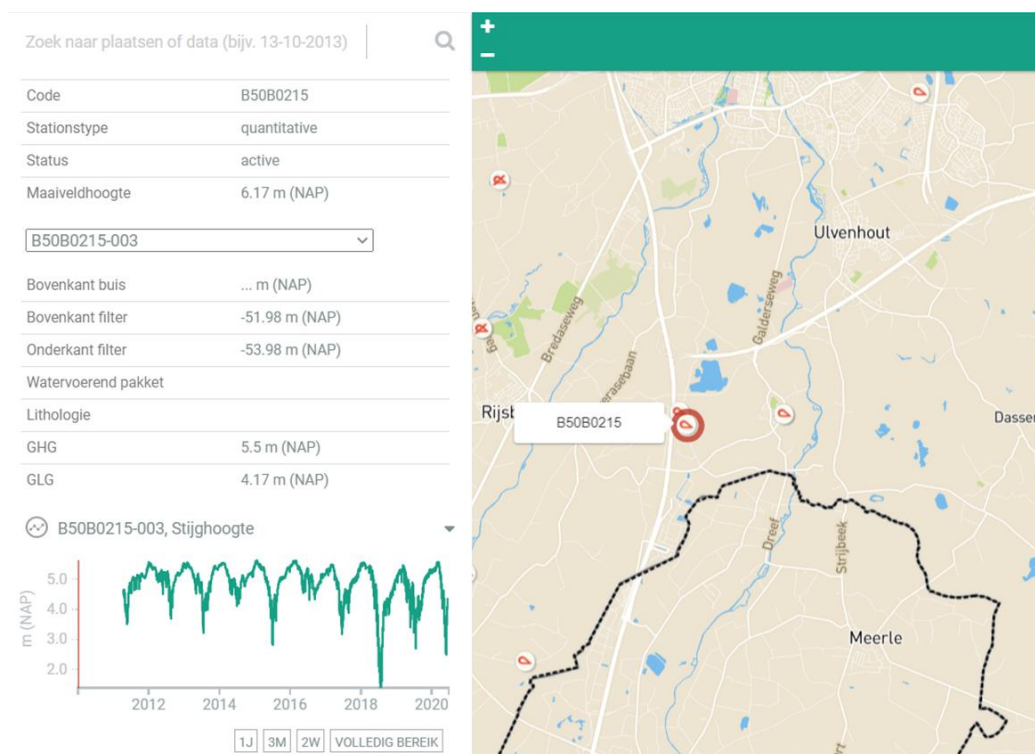 Zoek naar plaatsen of data (bijv. 13-10-2013)
Code B50B0215
Stationstype quantitative
Status active
Maaiveldhoogte 6.17 m (NAP)
B50B0215-003
Bovenkant buis ... m (NAP)
Bovenkant filter -51.98 m (NAP)
Onderkant filter -53.98 m (NAP)
Watervoerend pakket
Lithologie
GHG 5.5 m (NAP)
GLG 4.17 m (NAP)
B50B0215-003, Stijghoogte
m (NAP)
5.0
4.0
3.0
2.0
2012 2014 2016 2018 2020
1J 3M 2W VOLLEDIG BEREIK
+
−
Ulvenhout
Galderseweg
Bredaseweg
erasebaan
Rijsb
B50B0215
Dassen
Dreef
Strijbeek
Meerle